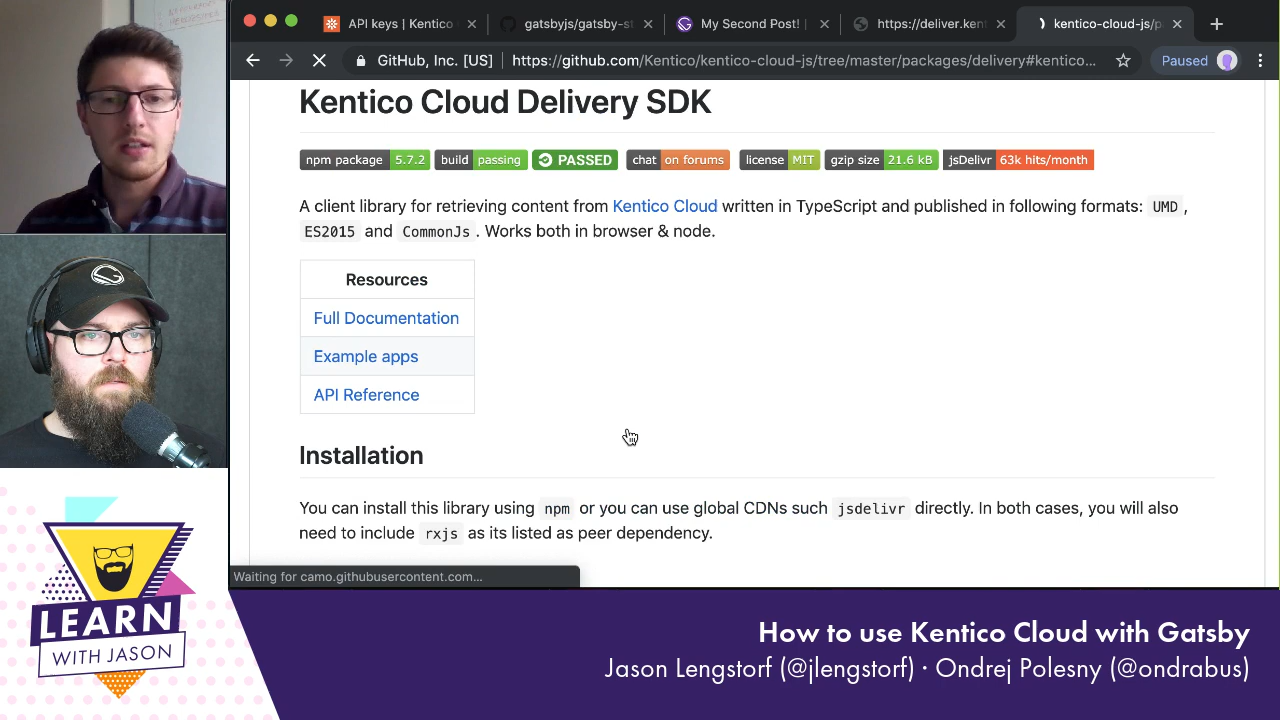 API keys | Kentico
gatsbyjs/gatsby-st
My Second Post! |
https://deliver.kent
kentico-cloud-js/p
GitHub, Inc. [US]
https://github.com/Kentico/kentico-cloud-js/tree/master/packages/delivery#kentico...
Paused
Kentico Cloud Delivery SDK
npm package 5.7.2
build passing
PASSED
chat on forums
license MIT
gzip size 21.6 kB
jsDelivr 63k hits/month
A client library for retrieving content from Kentico Cloud written in TypeScript and published in following formats: UMD ,
ES2015 and CommonJs . Works both in browser & node.
Resources
Full Documentation
Example apps
API Reference
Installation
You can install this library using npm or you can use global CDNs such jsdelivr directly. In both cases, you will also
need to include rxjs as its listed as peer dependency.
Waiting for camo.githubusercontent.com...
LEARN
WITH JASON
How to use Kentico Cloud with Gatsby
Jason Lengstorf (@jlengstorf) · Ondrej Polesny (@ondrabus)